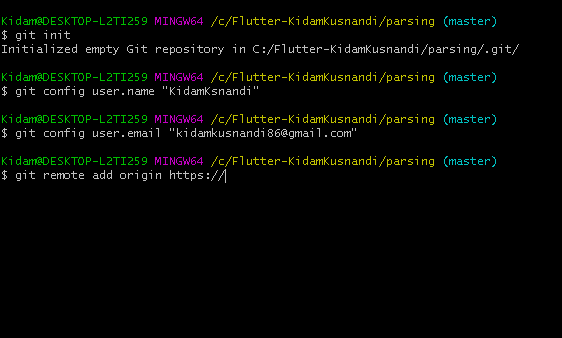 Kidam@DESKTOP-L2TI259 MINGW64 /c/Flutter-KidamKusnandi/parsing (master)
$ git init
Initialized empty Git repository in C:/Flutter-KidamKusnandi/parsing/.git/
Kidam@DESKTOP-L2TI259 MINGW64 /c/Flutter-KidamKusnandi/parsing (master)
$ git config user.name "KidamKsnandi"
Kidam@DESKTOP-L2TI259 MINGW64 /c/Flutter-KidamKusnandi/parsing (master)
$ git config user.email "kidamkusnandi86@gmail.com"
Kidam@DESKTOP-L2TI259 MINGW64 /c/Flutter-KidamKusnandi/parsing (master)
$ git remote add origin https://